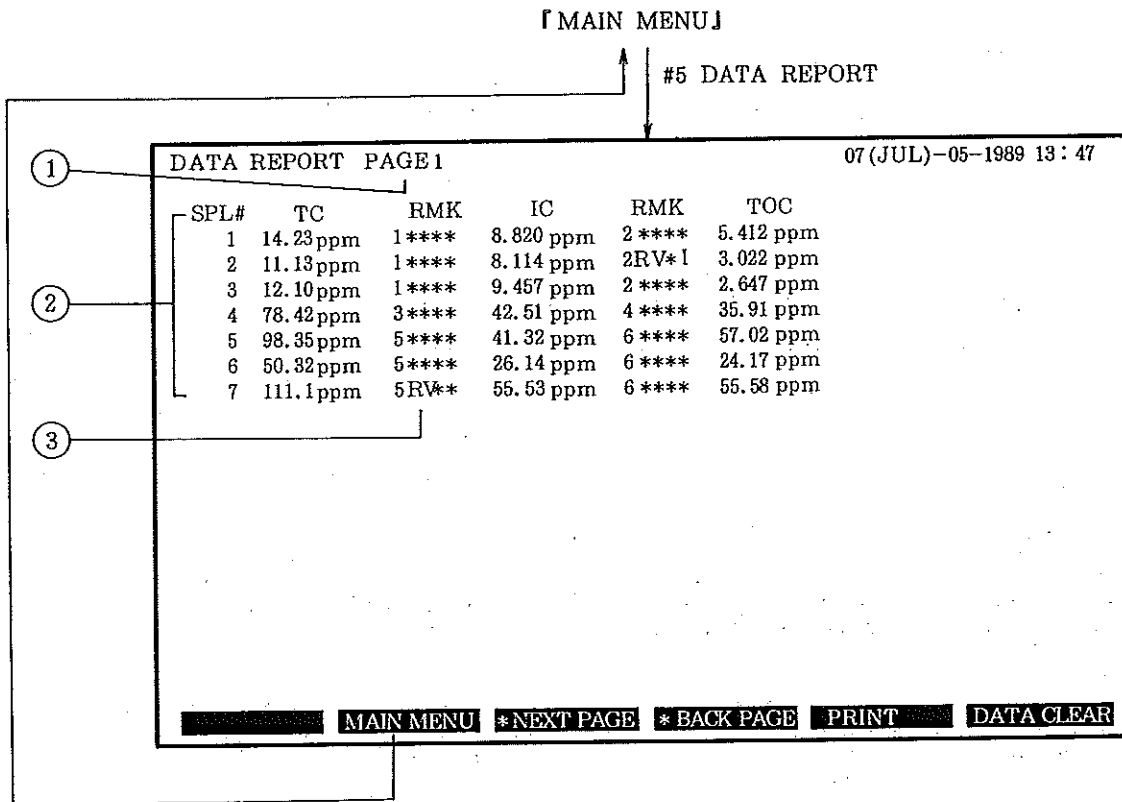 『MAIN MENU』
#5 DATA REPORT
DATA REPORT PAGE1 07(JUL)-05-1989 13:47
①
SPL# TC RMK IC RMK TOC
1 14.23ppm 1**** 8.820 ppm 2**** 5.412 ppm
2 11.13ppm 1**** 8.114 ppm 2RV*1 3.022 ppm
3 12.10ppm 1**** 9.457 ppm 2**** 2.647 ppm
②
4 78.42ppm 3**** 42.51 ppm 4**** 35.91 ppm
5 98.35ppm 5**** 41.32 ppm 6**** 57.02 ppm
6 50.32ppm 5**** 26.14 ppm 6**** 24.17 ppm
7 111.1ppm 5RV** 55.53 ppm 6**** 55.58 ppm
③
MAIN MENU *NEXT PAGE *BACK PAGE PRINT DATA CLEAR